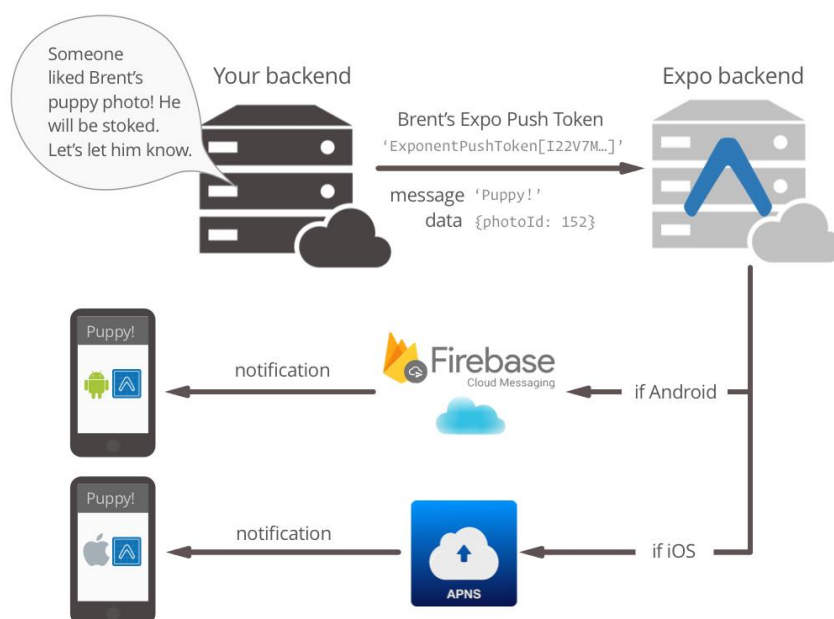 Someone
liked Brent's
puppy photo! He
will be stoked.
Let's let him know.
Your backend
Expo backend
Brent's Expo Push Token
'ExponentPushToken[I22V7M…]'
message 'Puppy!'
data {photoId: 152}
Puppy!
notification
Firebase
Cloud Messaging
if Android
Puppy!
notification
APNS
if iOS